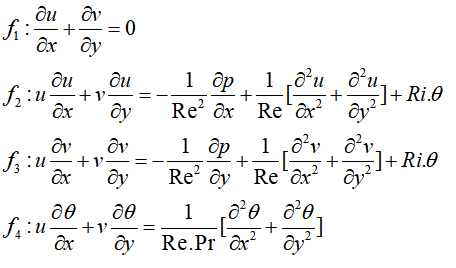 f₁ : ∂u/∂x + ∂v/∂y = 0
f₂ : u ∂u/∂x + v ∂u/∂y = − 1/Re² ∂p/∂x + 1/Re [∂²u/∂x² + ∂²u/∂y²] + Ri.θ
f₃ : u ∂v/∂x + v ∂v/∂y = − 1/Re² ∂p/∂y + 1/Re [∂²v/∂x² + ∂²v/∂y²] + Ri.θ
f₄ : u ∂θ/∂x + v ∂θ/∂y = 1/Re.Pr [∂²θ/∂x² + ∂²θ/∂y²]